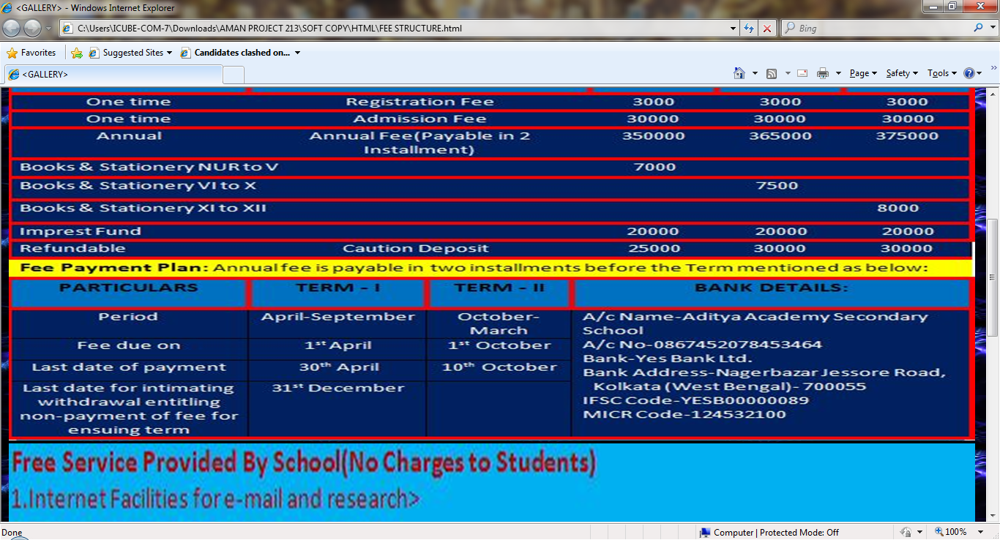 <GALLERY> - Windows Internet Explorer
C:\Users\ICUBE-COM-7\Downloads\AMAN PROJECT 213\SOFT COPY\HTML\FEE STRUCTURE.html
Bing
Favorites Suggested Sites Candidates clashed on...
<GALLERY>
Page Safety Tools
One time Registration Fee 3000 3000 3000
One time Admission Fee 30000 30000 30000
Annual Annual Fee(Payable in 2 350000 365000 375000
Installment)
Books & Stationery NUR to V 7000
Books & Stationery VI to X 7500
Books & Stationery XI to XII 8000
Imprest Fund 20000 20000 20000
Refundable Caution Deposit 25000 30000 30000
Fee Payment Plan: Annual fee is payable in two installments before the Term mentioned as below:
PARTICULARS TERM - I TERM - II BANK DETAILS:
Period April-September October-
March
Fee due on 1st April 1st October
Last date of payment 30th April 10th October
Last date for intimating 31st December
withdrawal entitling
non-payment of fee for
ensuing term
A/c Name-Aditya Academy Secondary
School
A/c No-0867452078453464
Bank-Yes Bank Ltd.
Bank Address-Nagerbazar Jessore Road,
Kolkata (West Bengal)- 700055
IFSC Code-YESB00000089
MICR Code-124532100
Free Service Provided By School(No Charges to Students)
1.Internet Facilities for e-mail and research>
Done Computer | Protected Mode: Off 100%